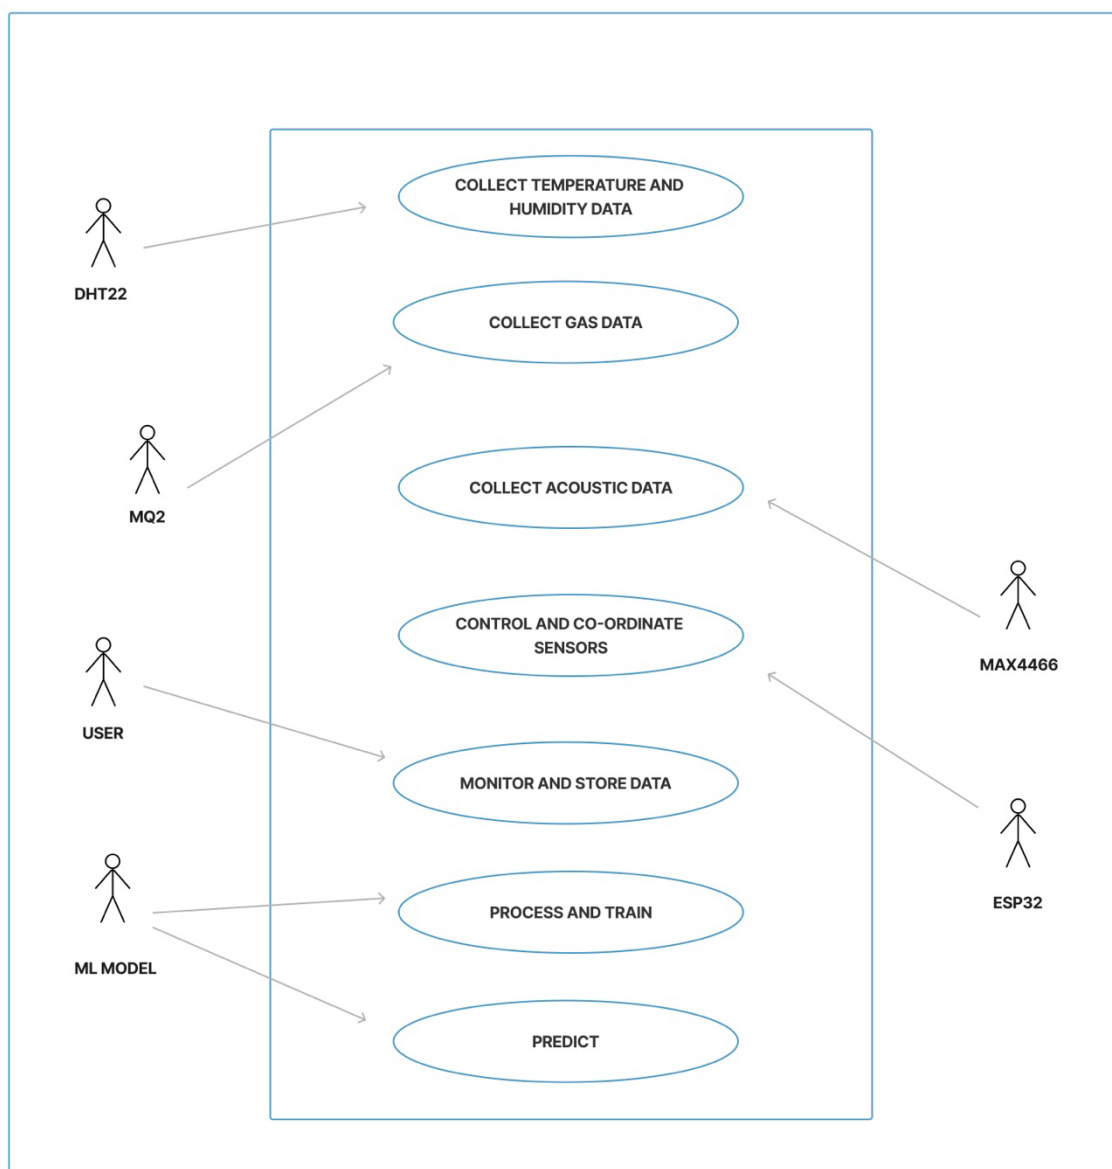 COLLECT TEMPERATURE AND
HUMIDITY DATA
DHT22
COLLECT GAS DATA
MQ2
COLLECT ACOUSTIC DATA
CONTROL AND CO-ORDINATE
SENSORS
MAX4466
USER
MONITOR AND STORE DATA
PROCESS AND TRAIN
ESP32
ML MODEL
PREDICT